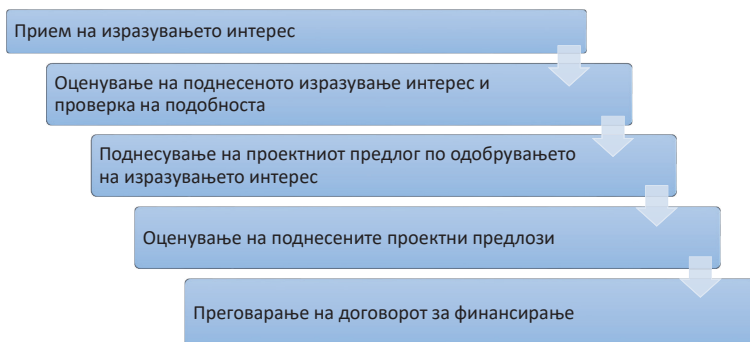 Прием на изразувањето интерес
Оценување на поднесеното изразување интерес и
проверка на подобноста
Поднесување на проектниот предлог по одобрувањето
на изразувањето интерес
Оценување на поднесените проектни предлози
Преговарање на договорот за финансирање